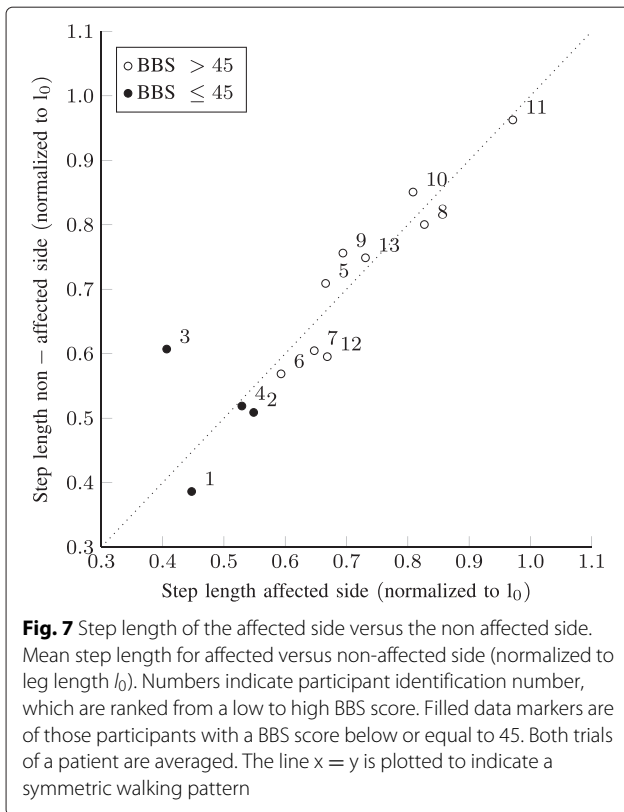 1.1
1.0
0.9
0.8
0.7
0.6
0.5
0.4
0.3
Step length non – affected side (normalized to l0)
BBS > 45
BBS ≤ 45
11
10
8
9
13
5
3
7
12
6
4
2
1
0.3 0.4 0.5 0.6 0.7 0.8 0.9 1.0 1.1
Step length affected side (normalized to l0)
Fig. 7 Step length of the affected side versus the non affected side.
Mean step length for affected versus non-affected side (normalized to
leg length l0). Numbers indicate participant identification number,
which are ranked from a low to high BBS score. Filled data markers are
of those participants with a BBS score below or equal to 45. Both trials
of a patient are averaged. The line x = y is plotted to indicate a
symmetric walking pattern